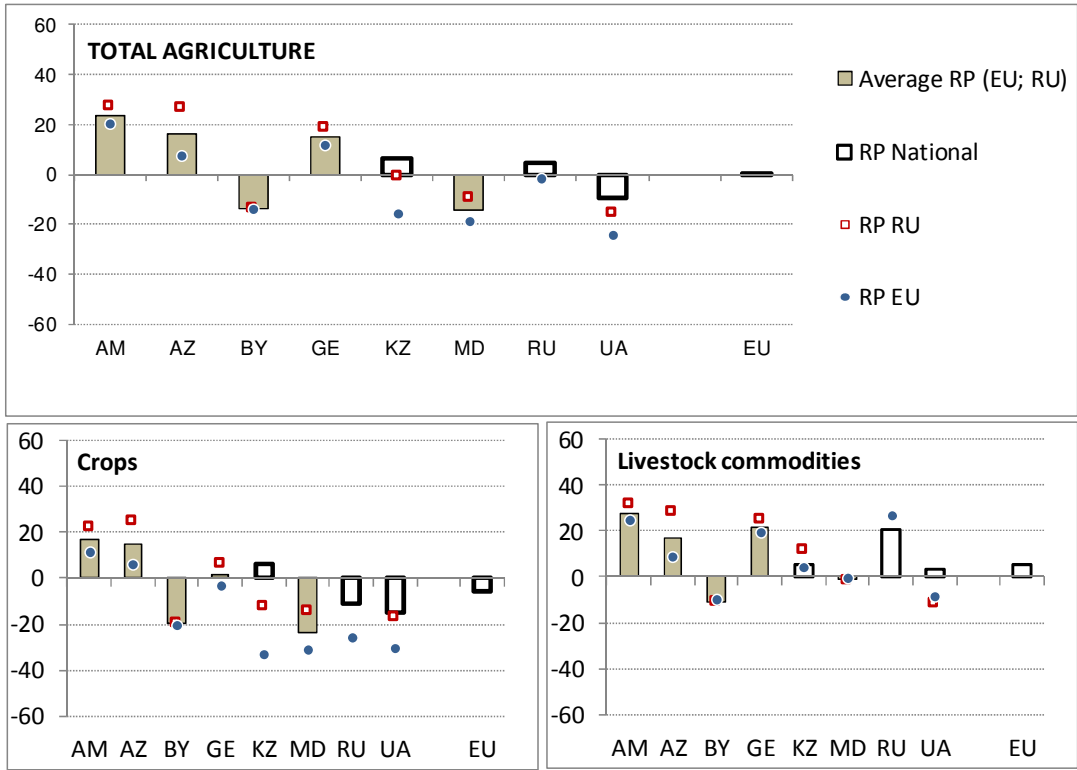 TOTAL AGRICULTURE
60
40
20
0
-20
-40
-60
AM AZ BY GE KZ MD RU UA EU
Average RP (EU; RU)
RP National
RP RU
RP EU
Crops
60
40
20
0
-20
-40
-60
AM AZ BY GE KZ MD RU UA EU
Livestock commodities
60
40
20
0
-20
-40
-60
AM AZ BY GE KZ MD RU UA EU